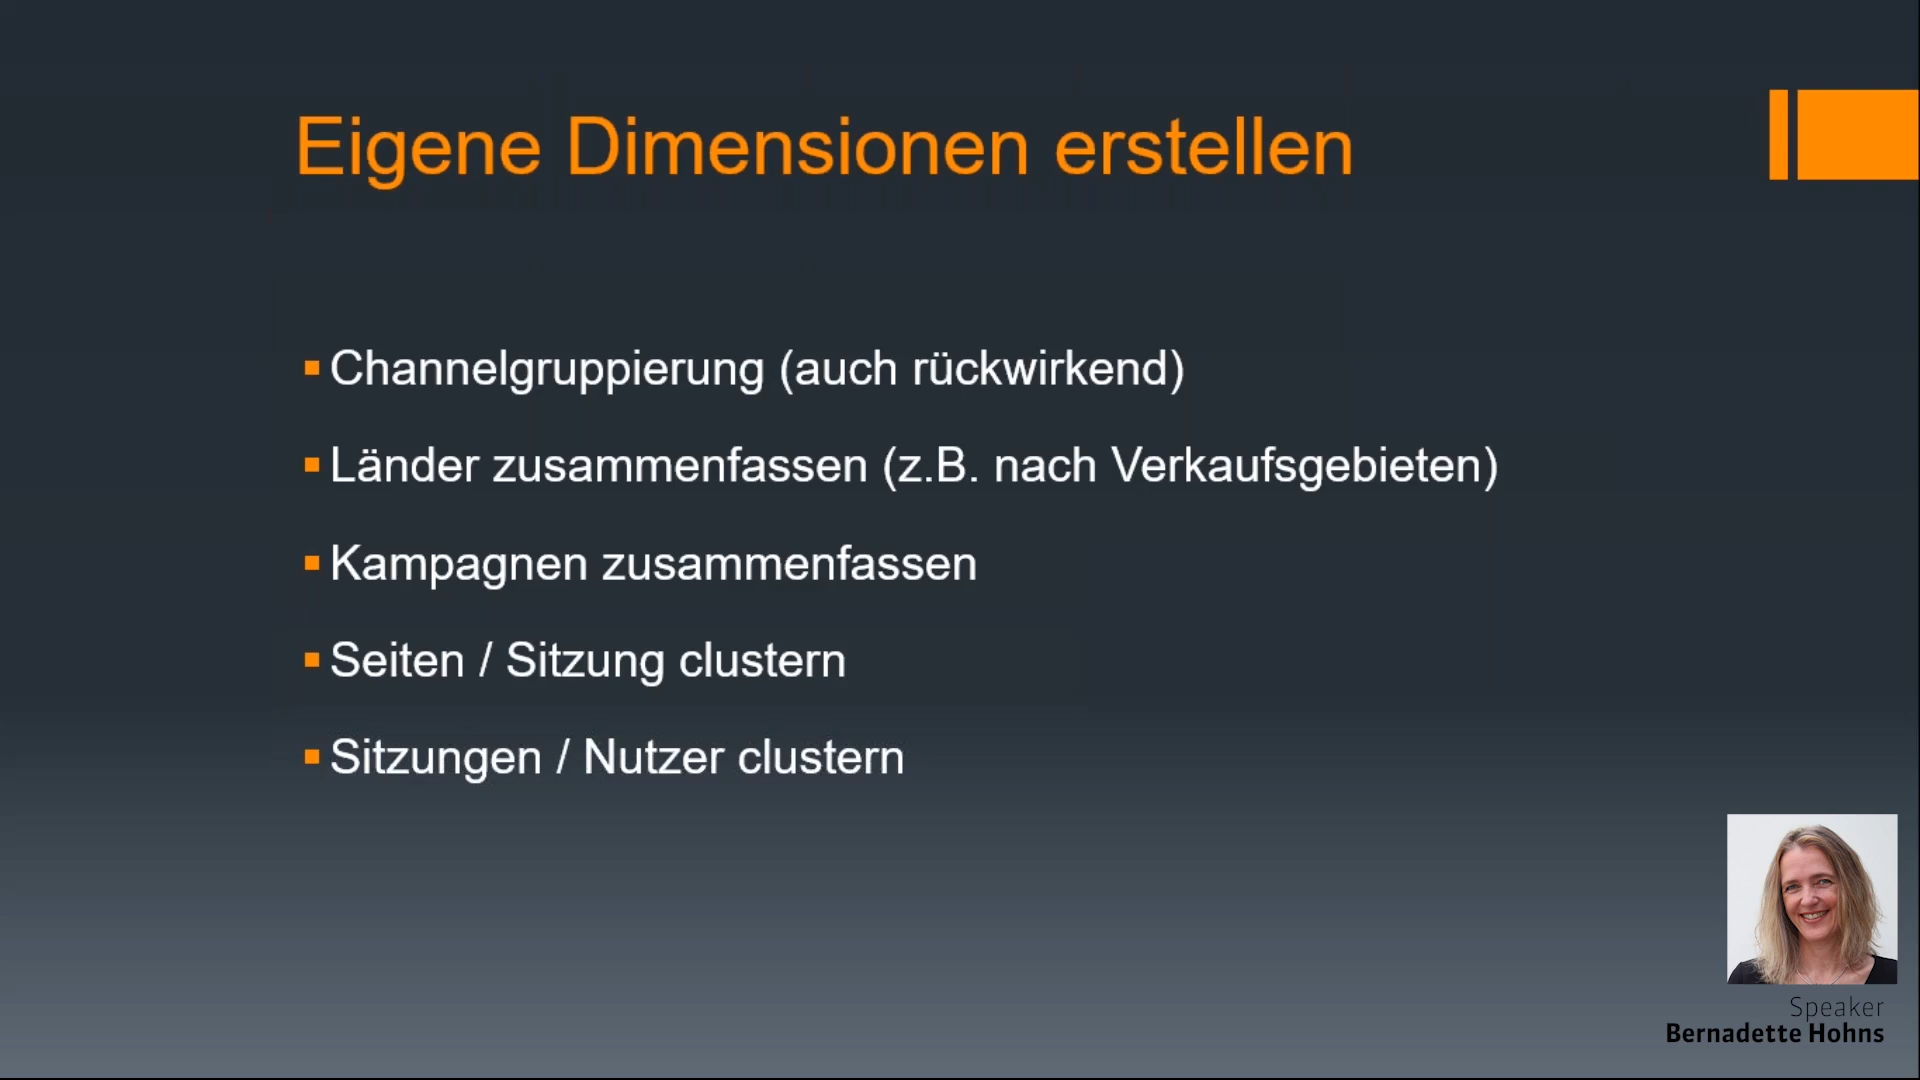 Eigene Dimensionen erstellen
Channelgruppierung (auch rückwirkend)
Länder zusammenfassen (z.B. nach Verkaufsgebieten)
Kampagnen zusammenfassen
Seiten / Sitzung clustern
Sitzungen / Nutzer clustern
Speaker
Bernadette Hohns